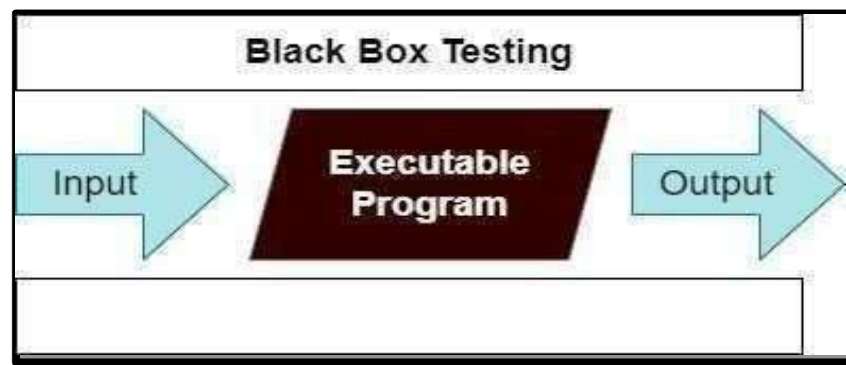 Black Box Testing
Input
Executable
Program
Output